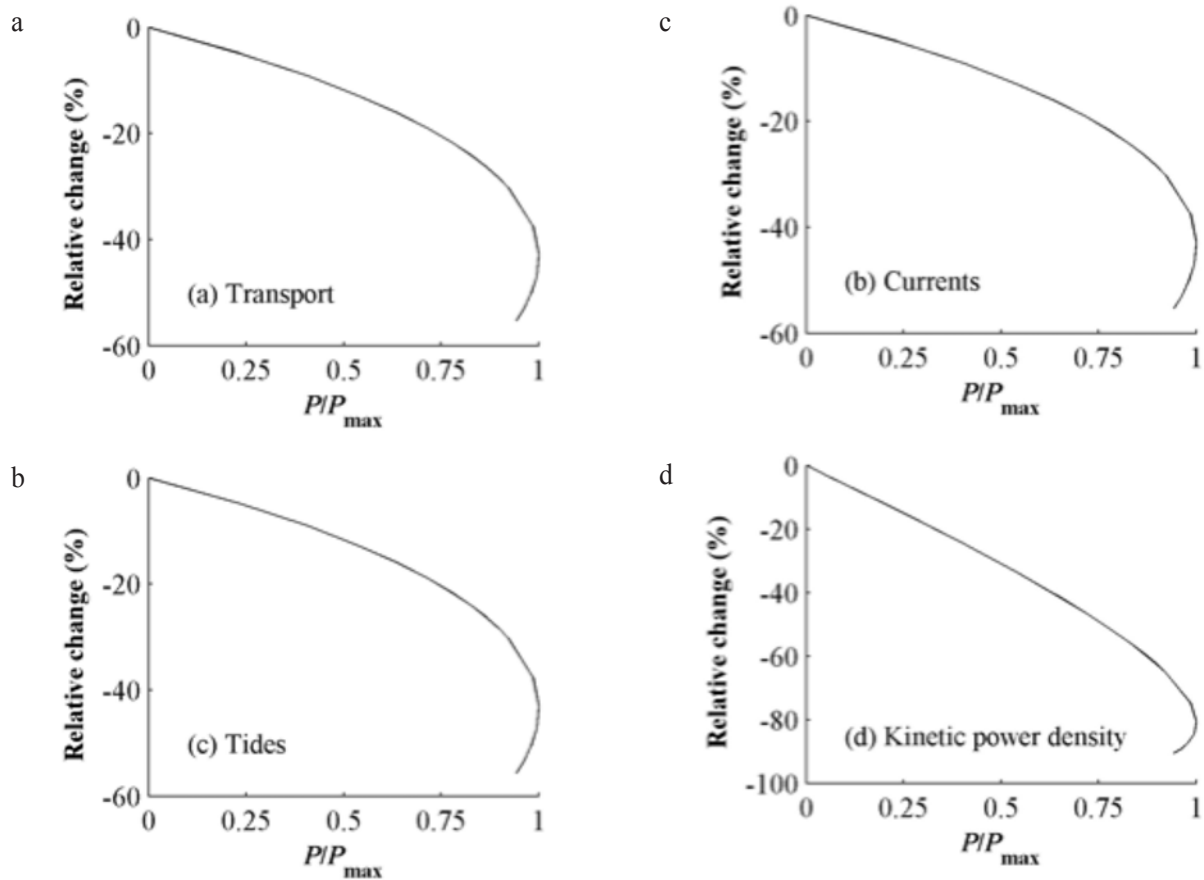 a
Relative change (%)
0
-20
-40
-60
(a) Transport
0 0.25 0.5 0.75 1
P/Pmax
c
Relative change (%)
0
-20
-40
-60
(b) Currents
0 0.25 0.5 0.75 1
P/Pmax
b
Relative change (%)
0
-20
-40
-60
(c) Tides
0 0.25 0.5 0.75 1
P/Pmax
d
Relative change (%)
0
-20
-40
-60
-80
-100
(d) Kinetic power density
0 0.25 0.5 0.75 1
P/Pmax